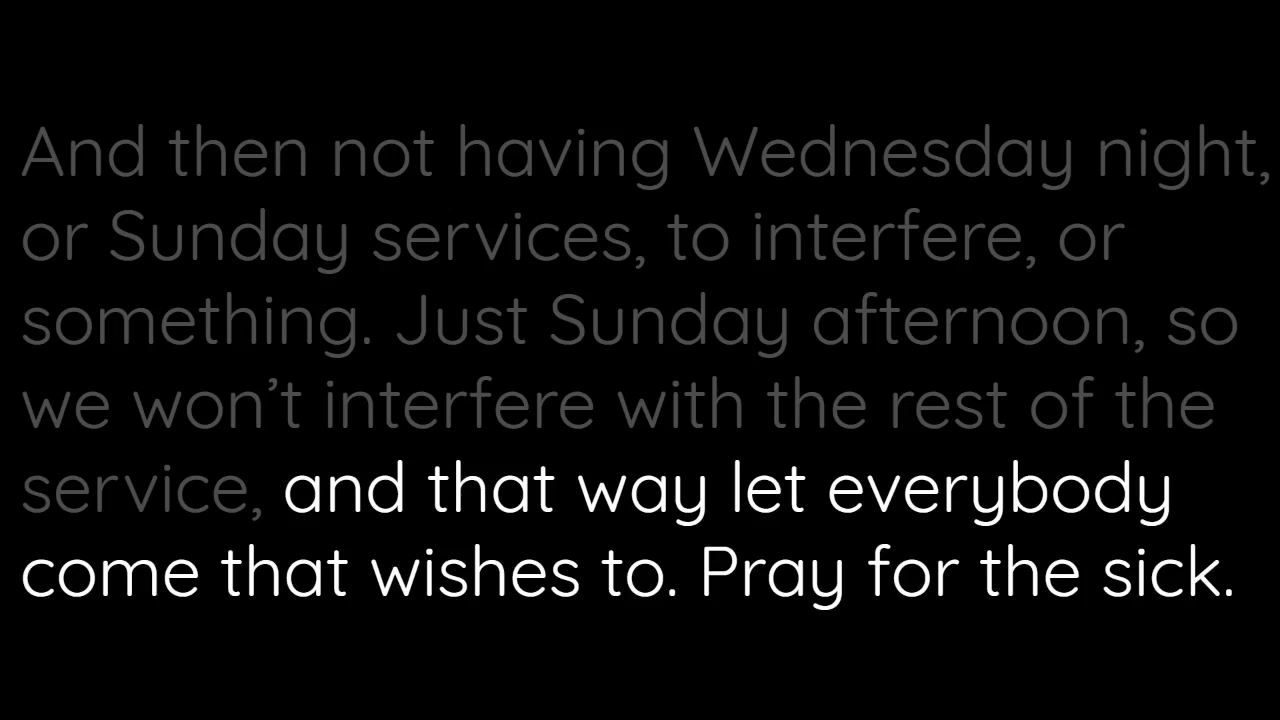 And then not having Wednesday night,
or Sunday services, to interfere, or
something. Just Sunday afternoon, so
we won’t interfere with the rest of the
service, and that way let everybody
come that wishes to. Pray for the sick.